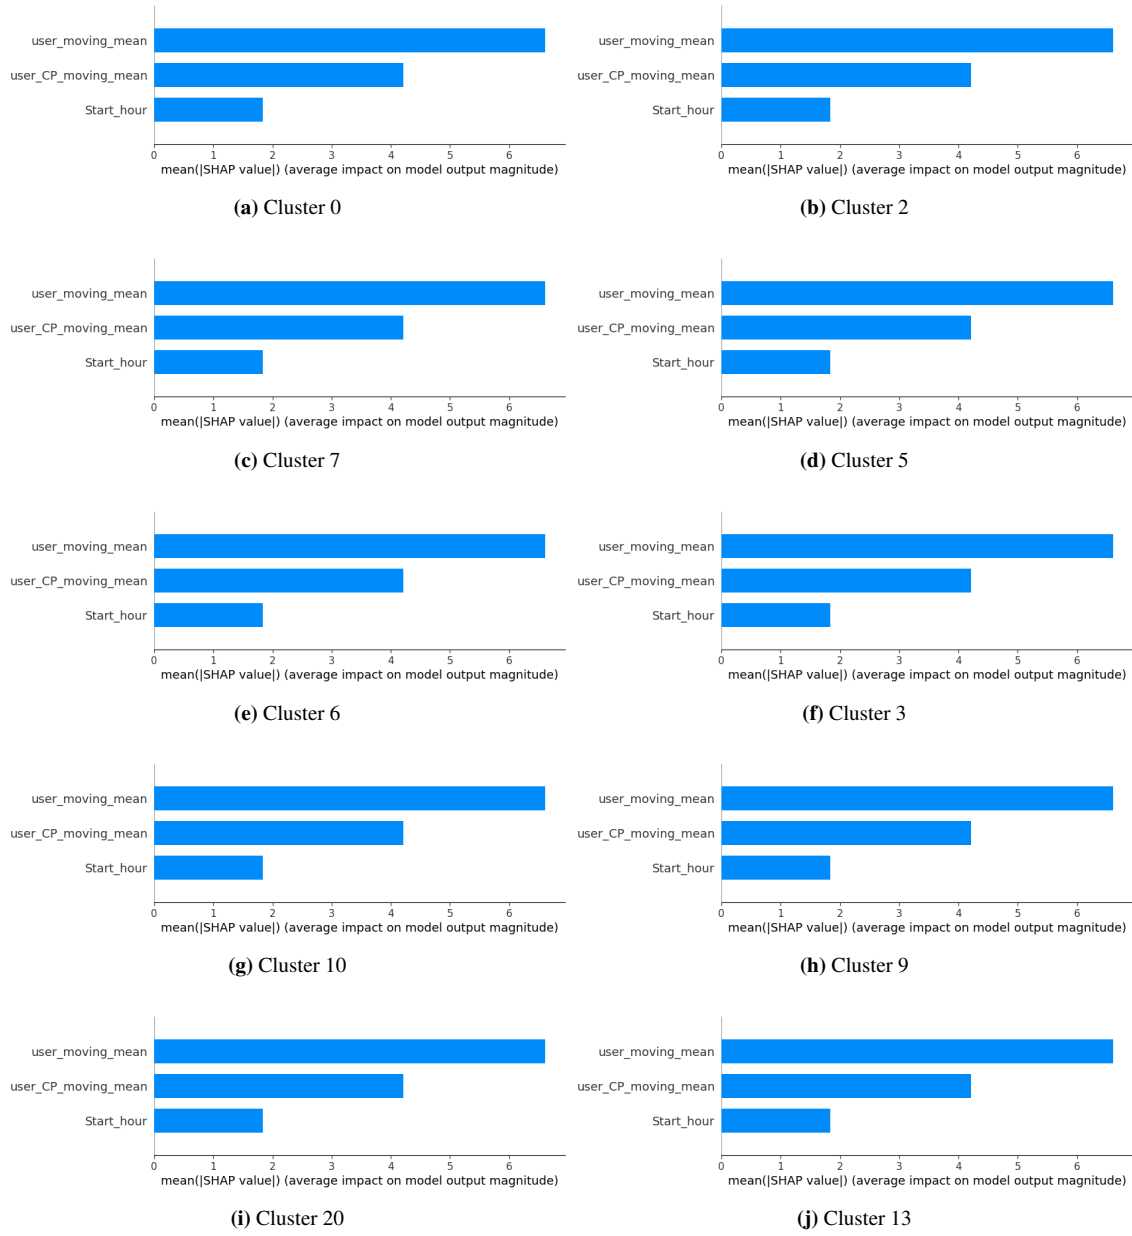 user_moving_mean
user_CP_moving_mean
Start_hour
0 1 2 3 4 5 6
mean(|SHAP value|) (average impact on model output magnitude)
(a) Cluster 0
user_moving_mean
user_CP_moving_mean
Start_hour
0 1 2 3 4 5 6
mean(|SHAP value|) (average impact on model output magnitude)
(b) Cluster 2
user_moving_mean
user_CP_moving_mean
Start_hour
0 1 2 3 4 5 6
mean(|SHAP value|) (average impact on model output magnitude)
(c) Cluster 7
user_moving_mean
user_CP_moving_mean
Start_hour
0 1 2 3 4 5 6
mean(|SHAP value|) (average impact on model output magnitude)
(d) Cluster 5
user_moving_mean
user_CP_moving_mean
Start_hour
0 1 2 3 4 5 6
mean(|SHAP value|) (average impact on model output magnitude)
(e) Cluster 6
user_moving_mean
user_CP_moving_mean
Start_hour
0 1 2 3 4 5 6
mean(|SHAP value|) (average impact on model output magnitude)
(f) Cluster 3
user_moving_mean
user_CP_moving_mean
Start_hour
0 1 2 3 4 5 6
mean(|SHAP value|) (average impact on model output magnitude)
(g) Cluster 10
user_moving_mean
user_CP_moving_mean
Start_hour
0 1 2 3 4 5 6
mean(|SHAP value|) (average impact on model output magnitude)
(h) Cluster 9
user_moving_mean
user_CP_moving_mean
Start_hour
0 1 2 3 4 5 6
mean(|SHAP value|) (average impact on model output magnitude)
(i) Cluster 20
user_moving_mean
user_CP_moving_mean
Start_hour
0 1 2 3 4 5 6
mean(|SHAP value|) (average impact on model output magnitude)
(j) Cluster 13